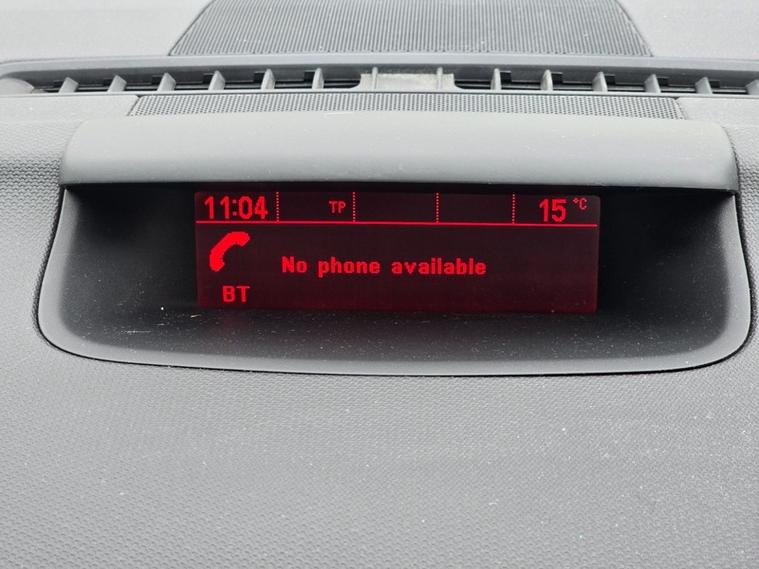 11:04 TP 15 °C
No phone available
BT